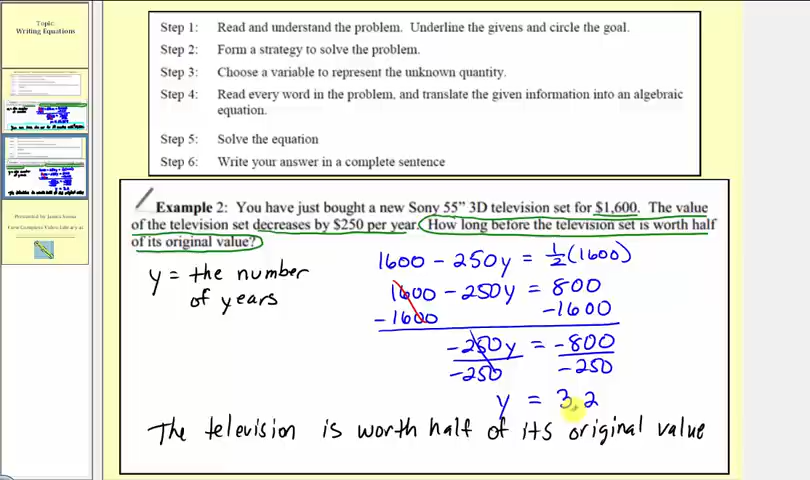 Topic:
Writing Equations
Step 1: Read and understand the problem. Underline the givens and circle the goal.
Step 2: Form a strategy to solve the problem.
Step 3: Choose a variable to represent the unknown quantity.
Step 4: Read every word in the problem, and translate the given information into an algebraic
equation.
Step 5: Solve the equation
Step 6: Write your answer in a complete sentence
Example 2: You have just bought a new Sony 55” 3D television set for $1,600. The value
of the television set decreases by $250 per year. How long before the television set is worth half
of its original value?
y = the number
of years
1600 - 250y = 1/2(1600)
1600 - 250y = 800
-1600 -1600
-250y = -800
-250 -250
y = 3.2
The television is worth half of its original value